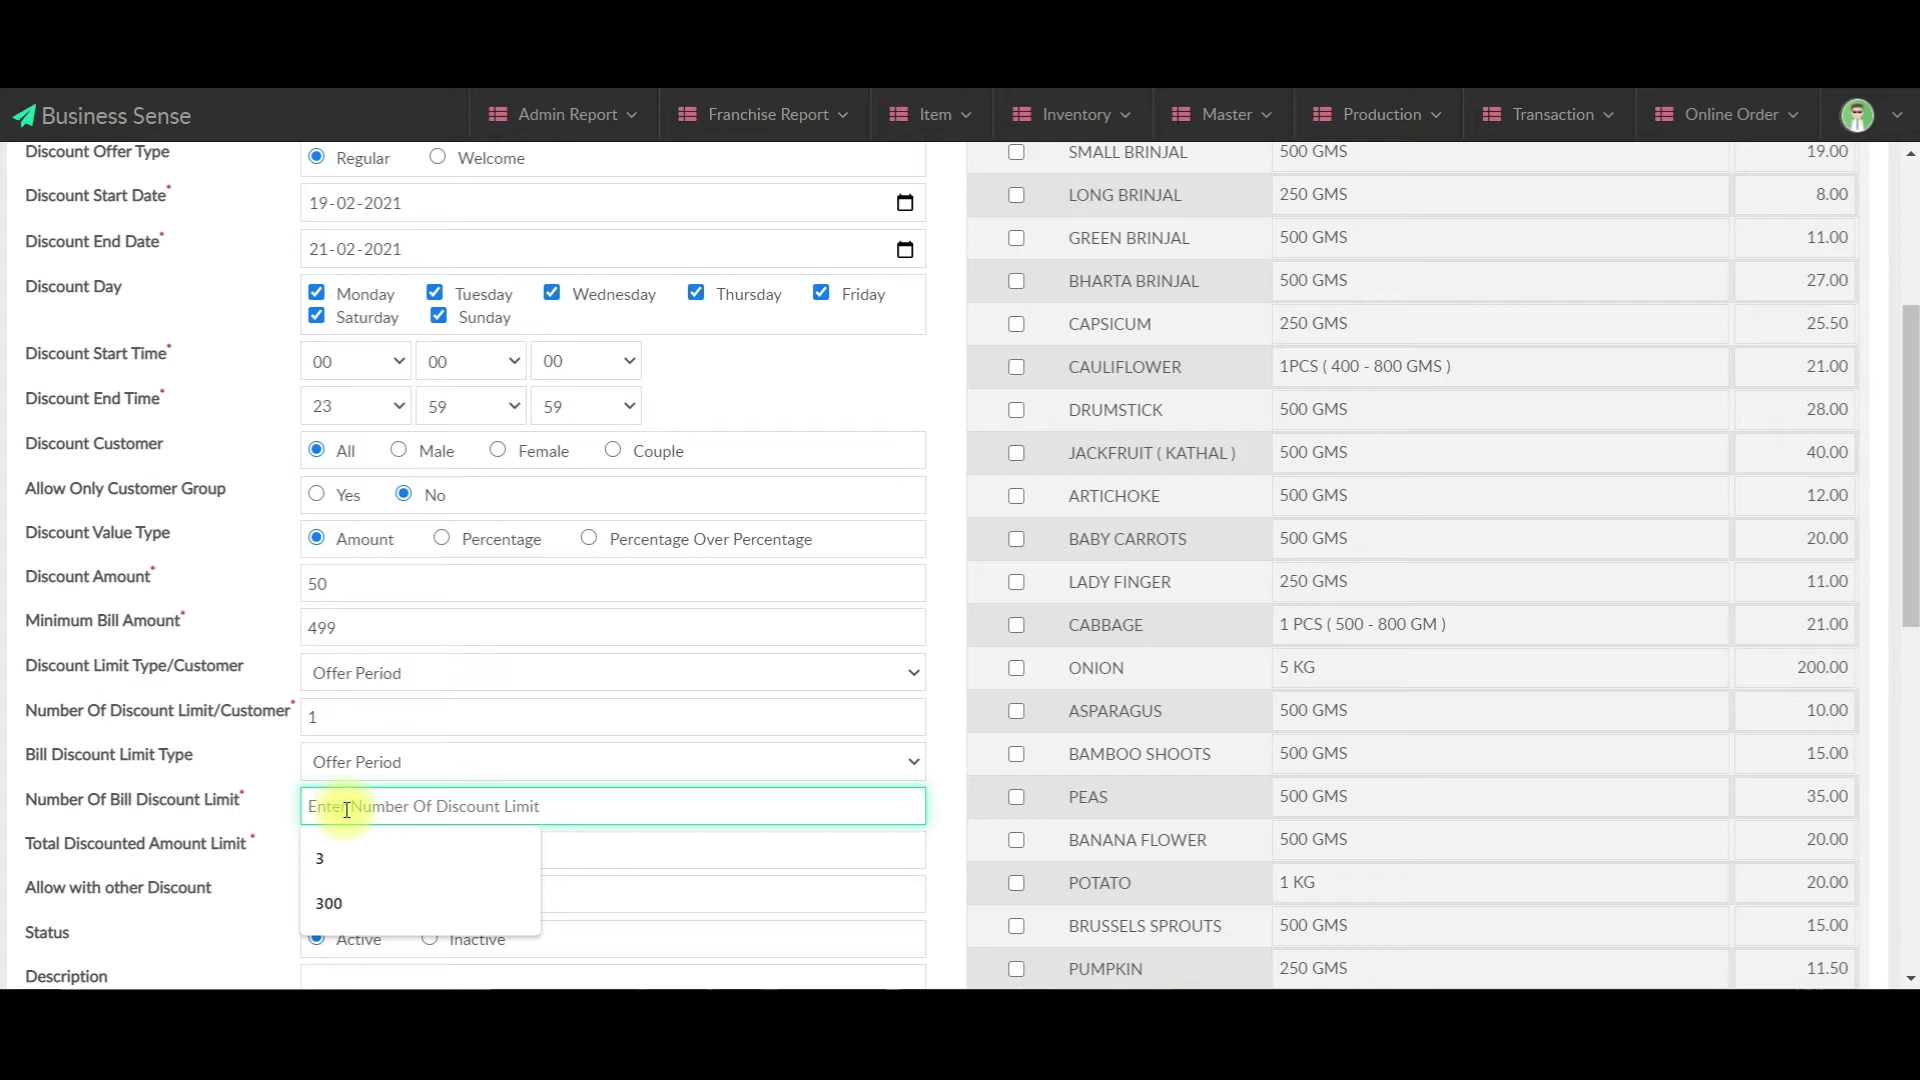 Business Sense
Admin Report
Franchise Report
Item
Inventory
Master
Production
Transaction
Online Order
Discount Offer Type
Regular Welcome
Discount Start Date*
19-02-2021
Discount End Date*
21-02-2021
Discount Day
Monday Tuesday Wednesday Thursday Friday
Saturday Sunday
Discount Start Time*
00 00 00
Discount End Time*
23 59 59
Discount Customer
All Male Female Couple
Allow Only Customer Group
Yes No
Discount Value Type
Amount Percentage Percentage Over Percentage
Discount Amount*
50
Minimum Bill Amount*
499
Discount Limit Type/Customer
Offer Period
Number Of Discount Limit/Customer*
1
Bill Discount Limit Type
Offer Period
Number Of Bill Discount Limit*
Enter Number Of Discount Limit
3
300
Total Discounted Amount Limit *
Allow with other Discount
Status
Active Inactive
Description
SMALL BRINJAL 500 GMS 19.00
LONG BRINJAL 250 GMS 8.00
GREEN BRINJAL 500 GMS 11.00
BHARTA BRINJAL 500 GMS 27.00
CAPSICUM 250 GMS 25.50
CAULIFLOWER 1PCS ( 400 - 800 GMS ) 21.00
DRUMSTICK 500 GMS 28.00
JACKFRUIT ( KATHAL ) 500 GMS 40.00
ARTICHOKE 500 GMS 12.00
BABY CARROTS 500 GMS 20.00
LADY FINGER 250 GMS 11.00
CABBAGE 1 PCS ( 500 - 800 GM ) 21.00
ONION 5 KG 200.00
ASPARAGUS 500 GMS 10.00
BAMBOO SHOOTS 500 GMS 15.00
PEAS 500 GMS 35.00
BANANA FLOWER 500 GMS 20.00
POTATO 1 KG 20.00
BRUSSELS SPROUTS 500 GMS 15.00
PUMPKIN 250 GMS 11.50